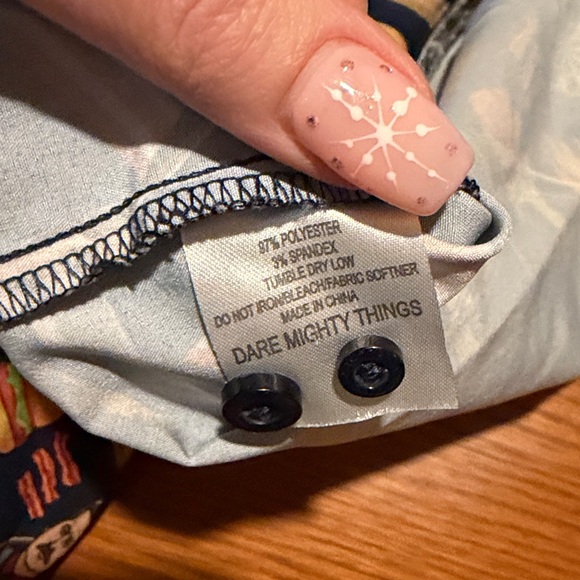 97% POLYESTER
3% SPANDEX
TUMBLE DRY LOW
DO NOT IRON/BLEACH/FABRIC SOFTNER
MADE IN CHINA
DARE MIGHTY THINGS